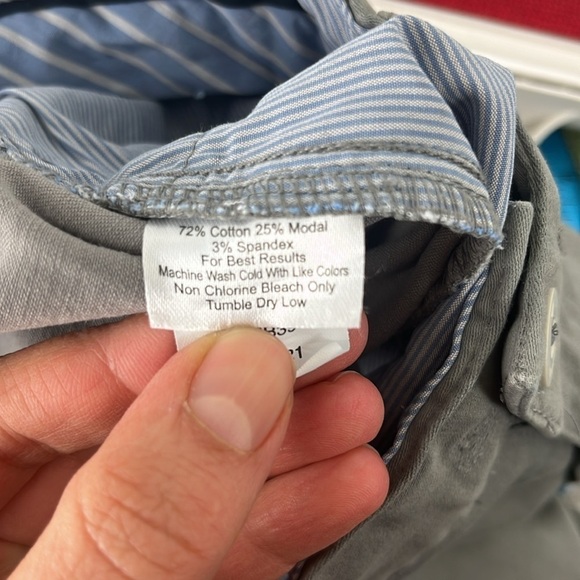 72% Cotton 25% Modal
3% Spandex
For Best Results
Machine Wash Cold With Like Colors
Non Chlorine Bleach Only
Tumble Dry Low